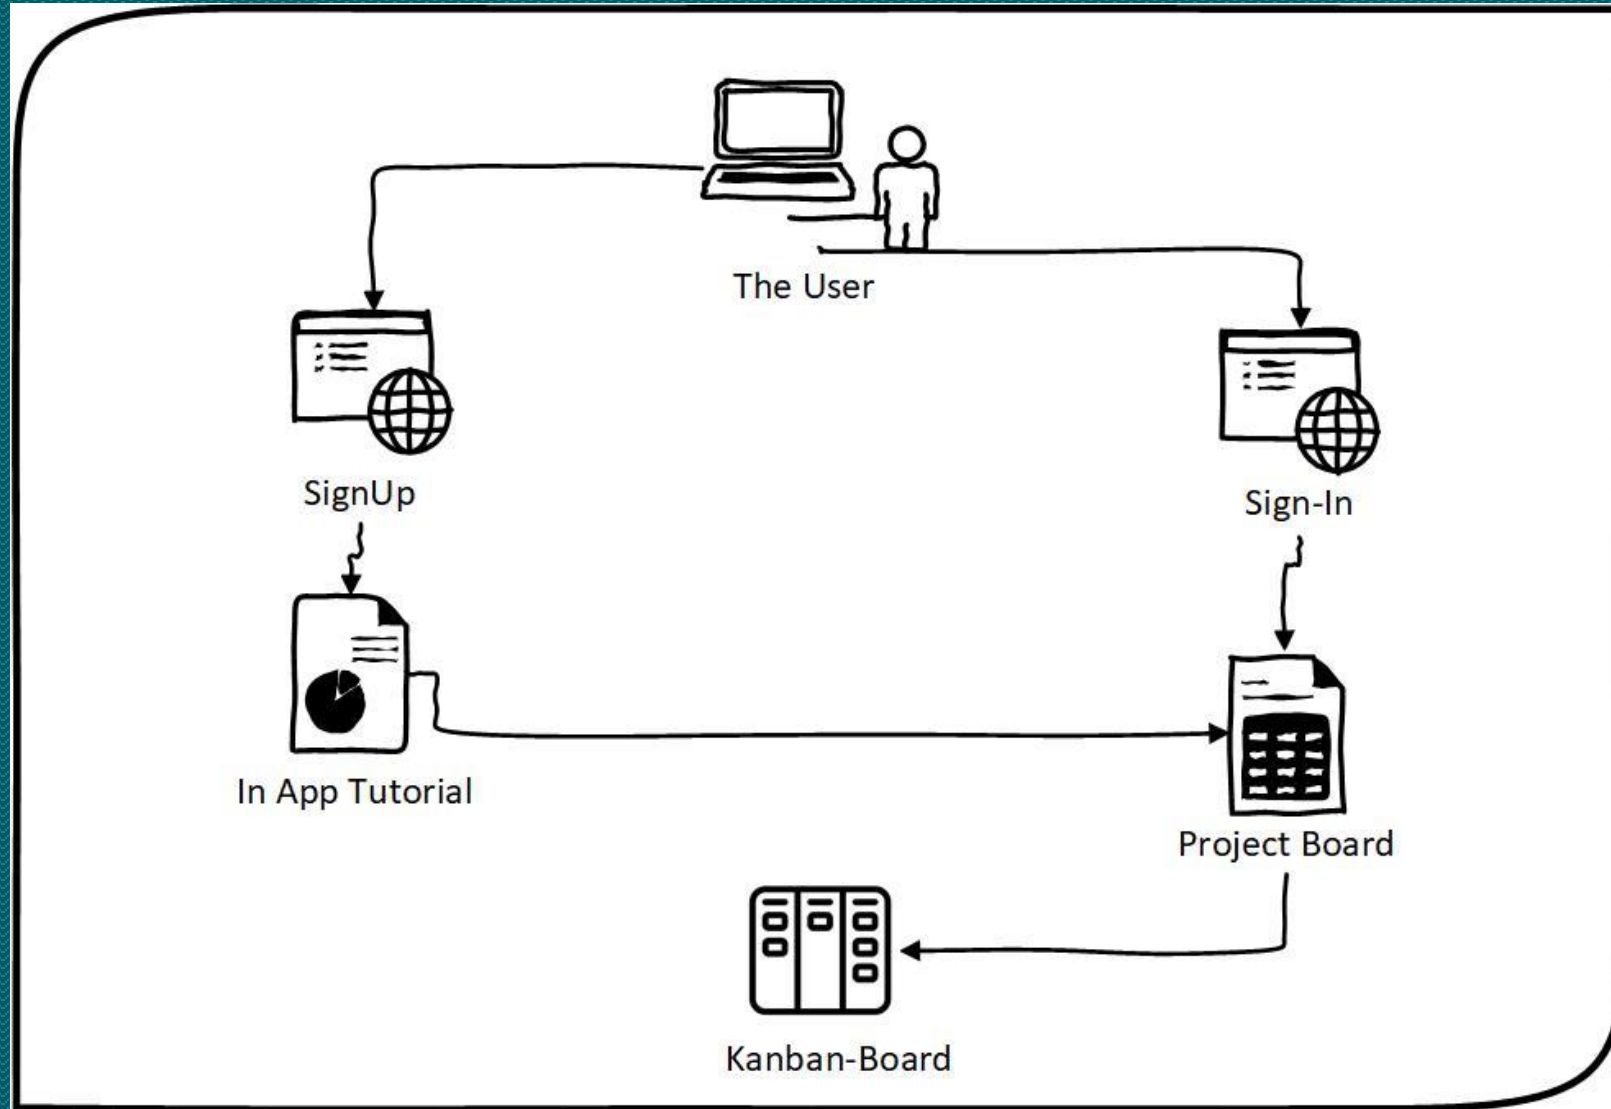 The User
SignUp
Sign-In
In App Tutorial
Project Board
Kanban-Board